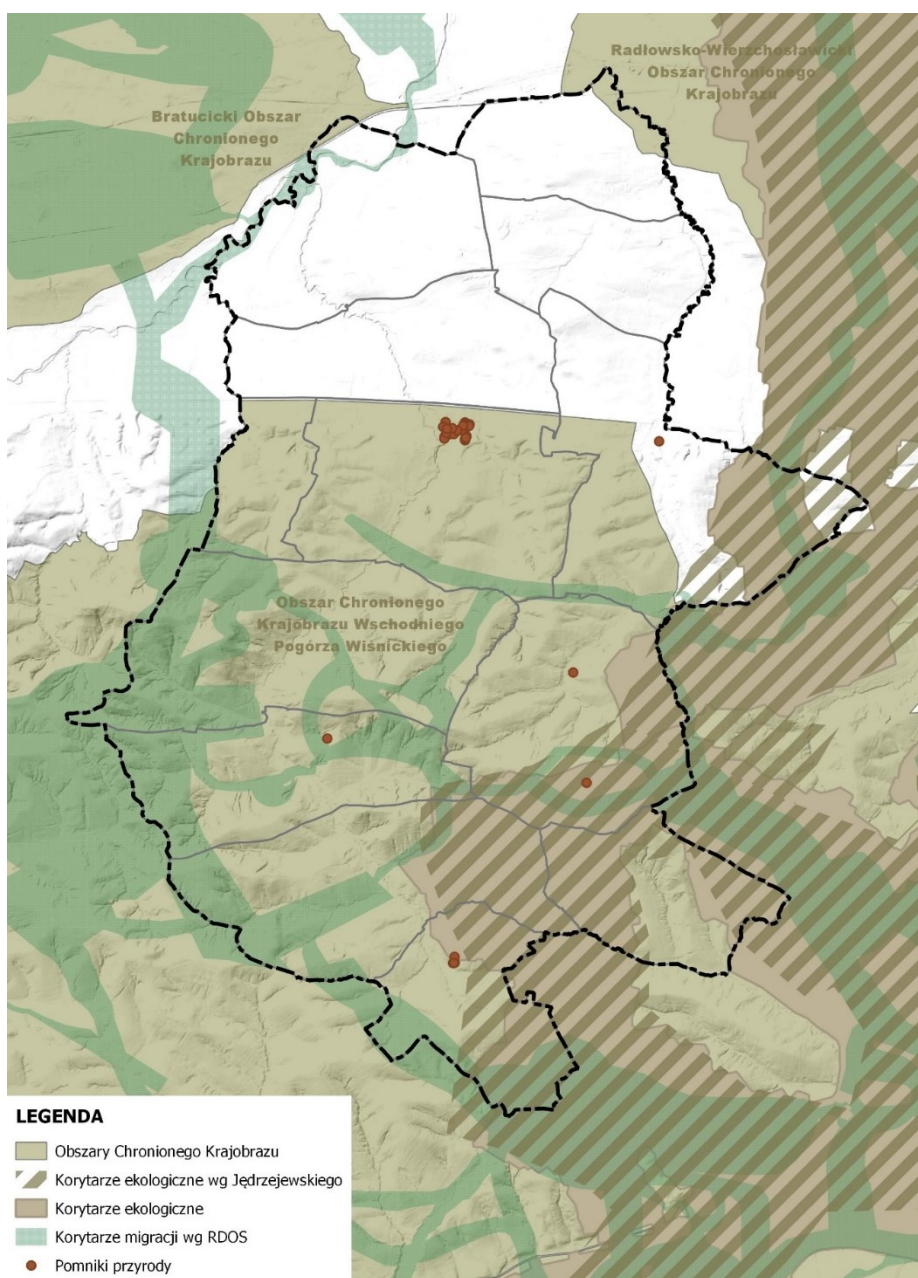 Radłowsko-Wierzchosławicki
Obszar Chronionego
Krajobrazu
Bratucicki Obszar
Chronionego
Krajobrazu
Obszar Chronionego
Krajobrazu Wschodniego
Pogórza Wiśnickiego
LEGENDA
Obszary Chronionego Krajobrazu
Korytarze ekologiczne wg Jędrzejewskiego
Korytarze ekologiczne
Korytarze migracji wg RDOS
Pomniki przyrody